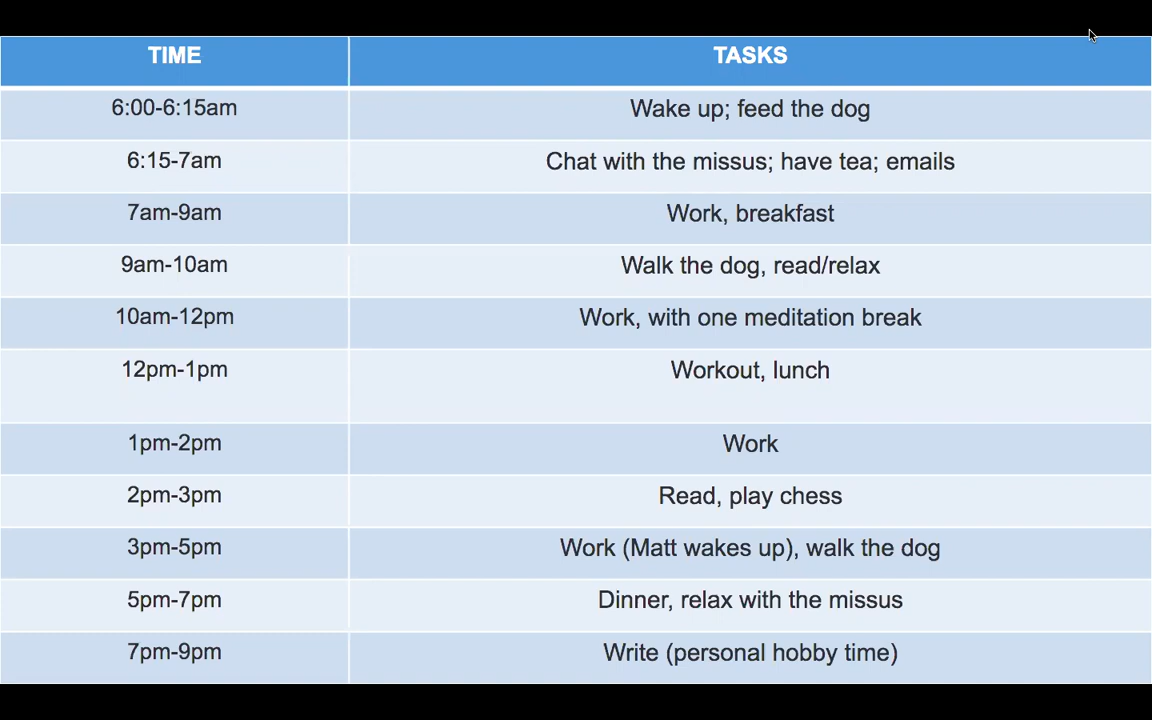 TIME TASKS
6:00-6:15am Wake up; feed the dog
6:15-7am Chat with the missus; have tea; emails
7am-9am Work, breakfast
9am-10am Walk the dog, read/relax
10am-12pm Work, with one meditation break
12pm-1pm Workout, lunch
1pm-2pm Work
2pm-3pm Read, play chess
3pm-5pm Work (Matt wakes up), walk the dog
5pm-7pm Dinner, relax with the missus
7pm-9pm Write (personal hobby time)